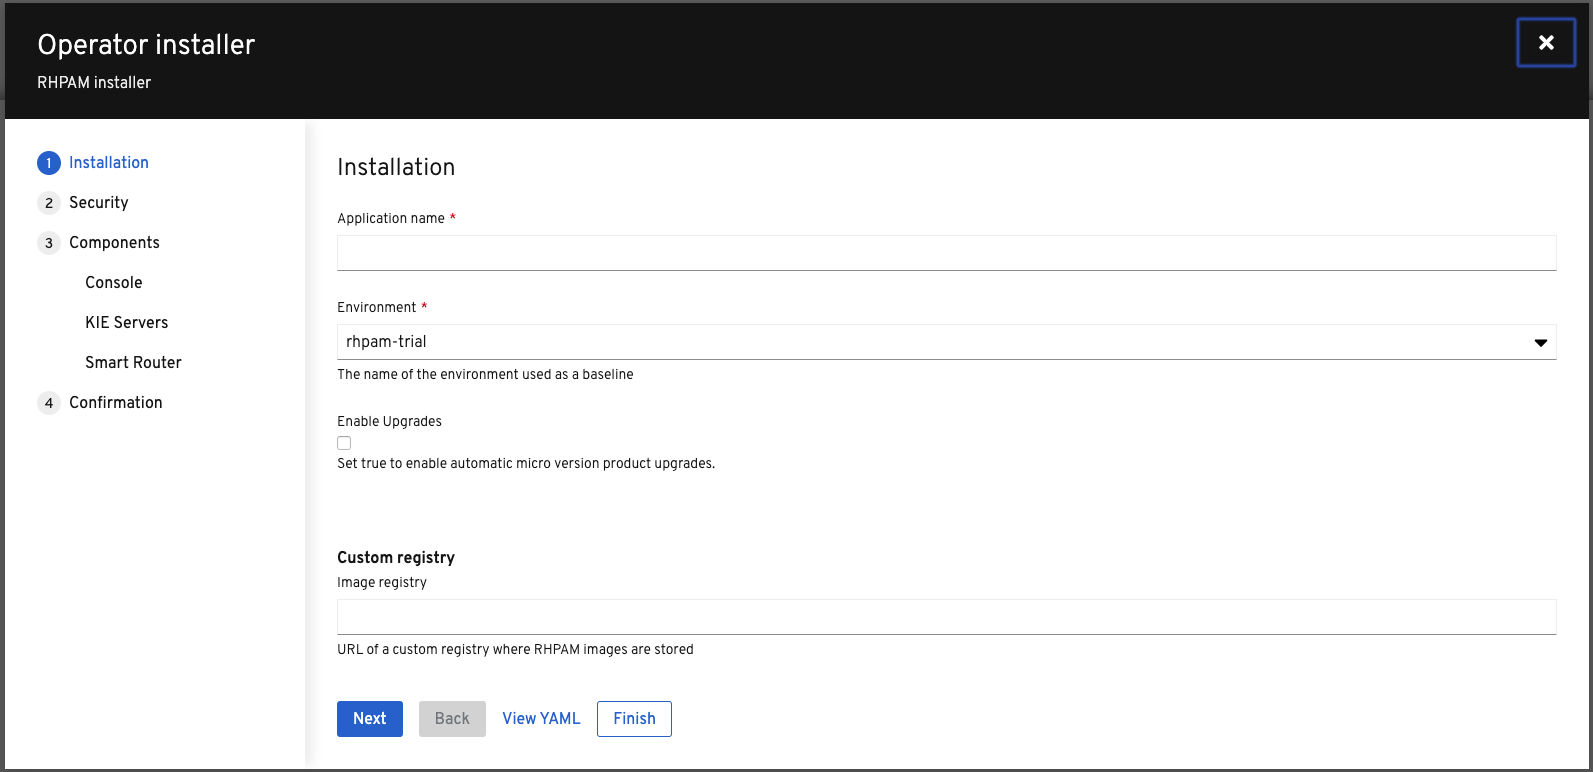 Operator installer
RHPAM installer
1 Installation
2 Security
3 Components
Console
KIE Servers
Smart Router
4 Confirmation
Installation
Application name *
Environment *
rhpam-trial
The name of the environment used as a baseline
Enable Upgrades
Set true to enable automatic micro version product upgrades.
Custom registry
Image registry
URL of a custom registry where RHPAM images are stored
Next Back View YAML Finish